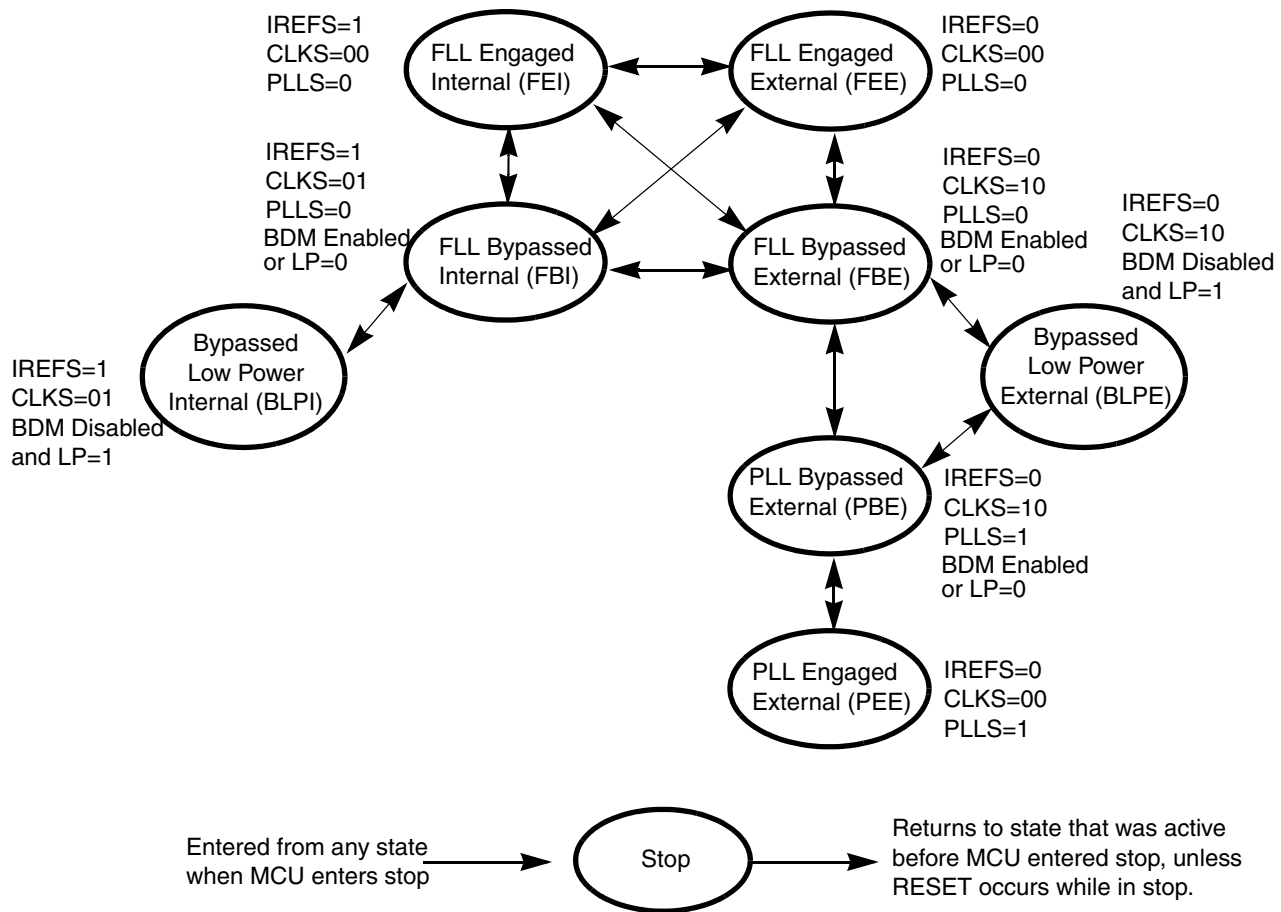 IREFS=1
CLKS=00
PLLS=0
FLL Engaged
Internal (FEI)
FLL Engaged
External (FEE)
IREFS=0
CLKS=00
PLLS=0
IREFS=1
CLKS=01
PLLS=0
BDM Enabled
or LP=0
FLL Bypassed
Internal (FBI)
FLL Bypassed
External (FBE)
IREFS=0
CLKS=10
PLLS=0
BDM Enabled
or LP=0
IREFS=0
CLKS=10
BDM Disabled
and LP=1
IREFS=1
CLKS=01
BDM Disabled
and LP=1
Bypassed
Low Power
Internal (BLPI)
Bypassed
Low Power
External (BLPE)
PLL Bypassed
External (PBE)
IREFS=0
CLKS=10
PLLS=1
BDM Enabled
or LP=0
PLL Engaged
External (PEE)
IREFS=0
CLKS=00
PLLS=1
Entered from any state
when MCU enters stop
Stop
Returns to state that was active
before MCU entered stop, unless
RESET occurs while in stop.